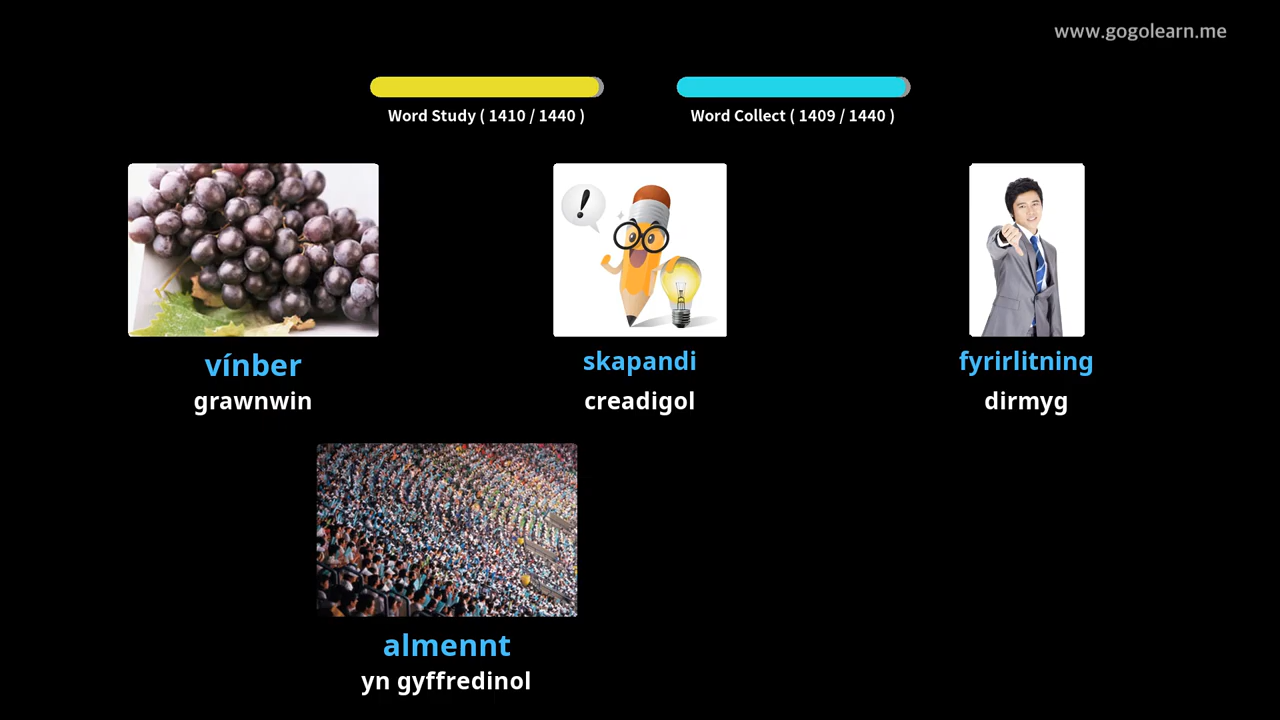 www.gogolearn.me
Word Study ( 1410 / 1440 )
Word Collect ( 1409 / 1440 )
vínber
grawnwin
skapandi
creadigol
fyrirlitning
dirmyg
almennt
yn gyffredinol